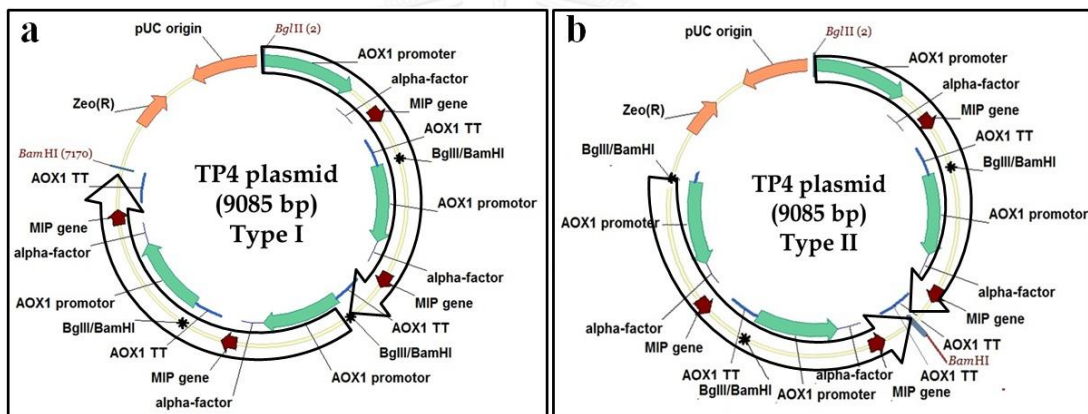 a
pUC origin
BglII (2)
AOX1 promoter
alpha-factor
MIP gene
AOX1 TT
BglII/BamHI
AOX1 promotor
alpha-factor
MIP gene
AOX1 TT
BglII/BamHI
AOX1 promotor
alpha-factor
MIP gene
AOX1 TT
BglII/BamHI
AOX1 promotor
alpha-factor
MIP gene
AOX1 TT
BamHI (7170)
Zeo(R)
TP4 plasmid
(9085 bp)
Type I
b
pUC origin
BglII (2)
AOX1 promoter
alpha-factor
MIP gene
AOX1 TT
BglII/BamHI
AOX1 promotor
alpha-factor
MIP gene
AOX1 TT
BamHI
AOX1 TT
MIP gene
alpha-factor
AOX1 promotor
AOX1 TT
BglII/BamHI
MIP gene
alpha-factor
AOX1 promoter
BglII/BamHI
Zeo(R)
TP4 plasmid
(9085 bp)
Type II